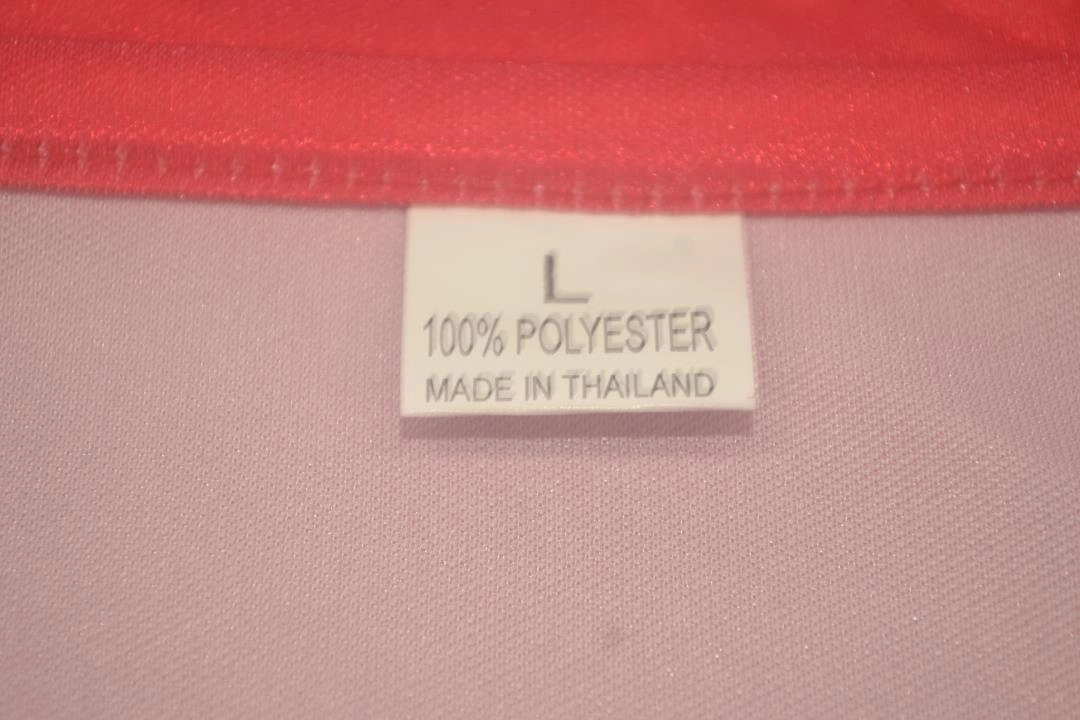 L
100% POLYESTER
MADE IN THAILAND